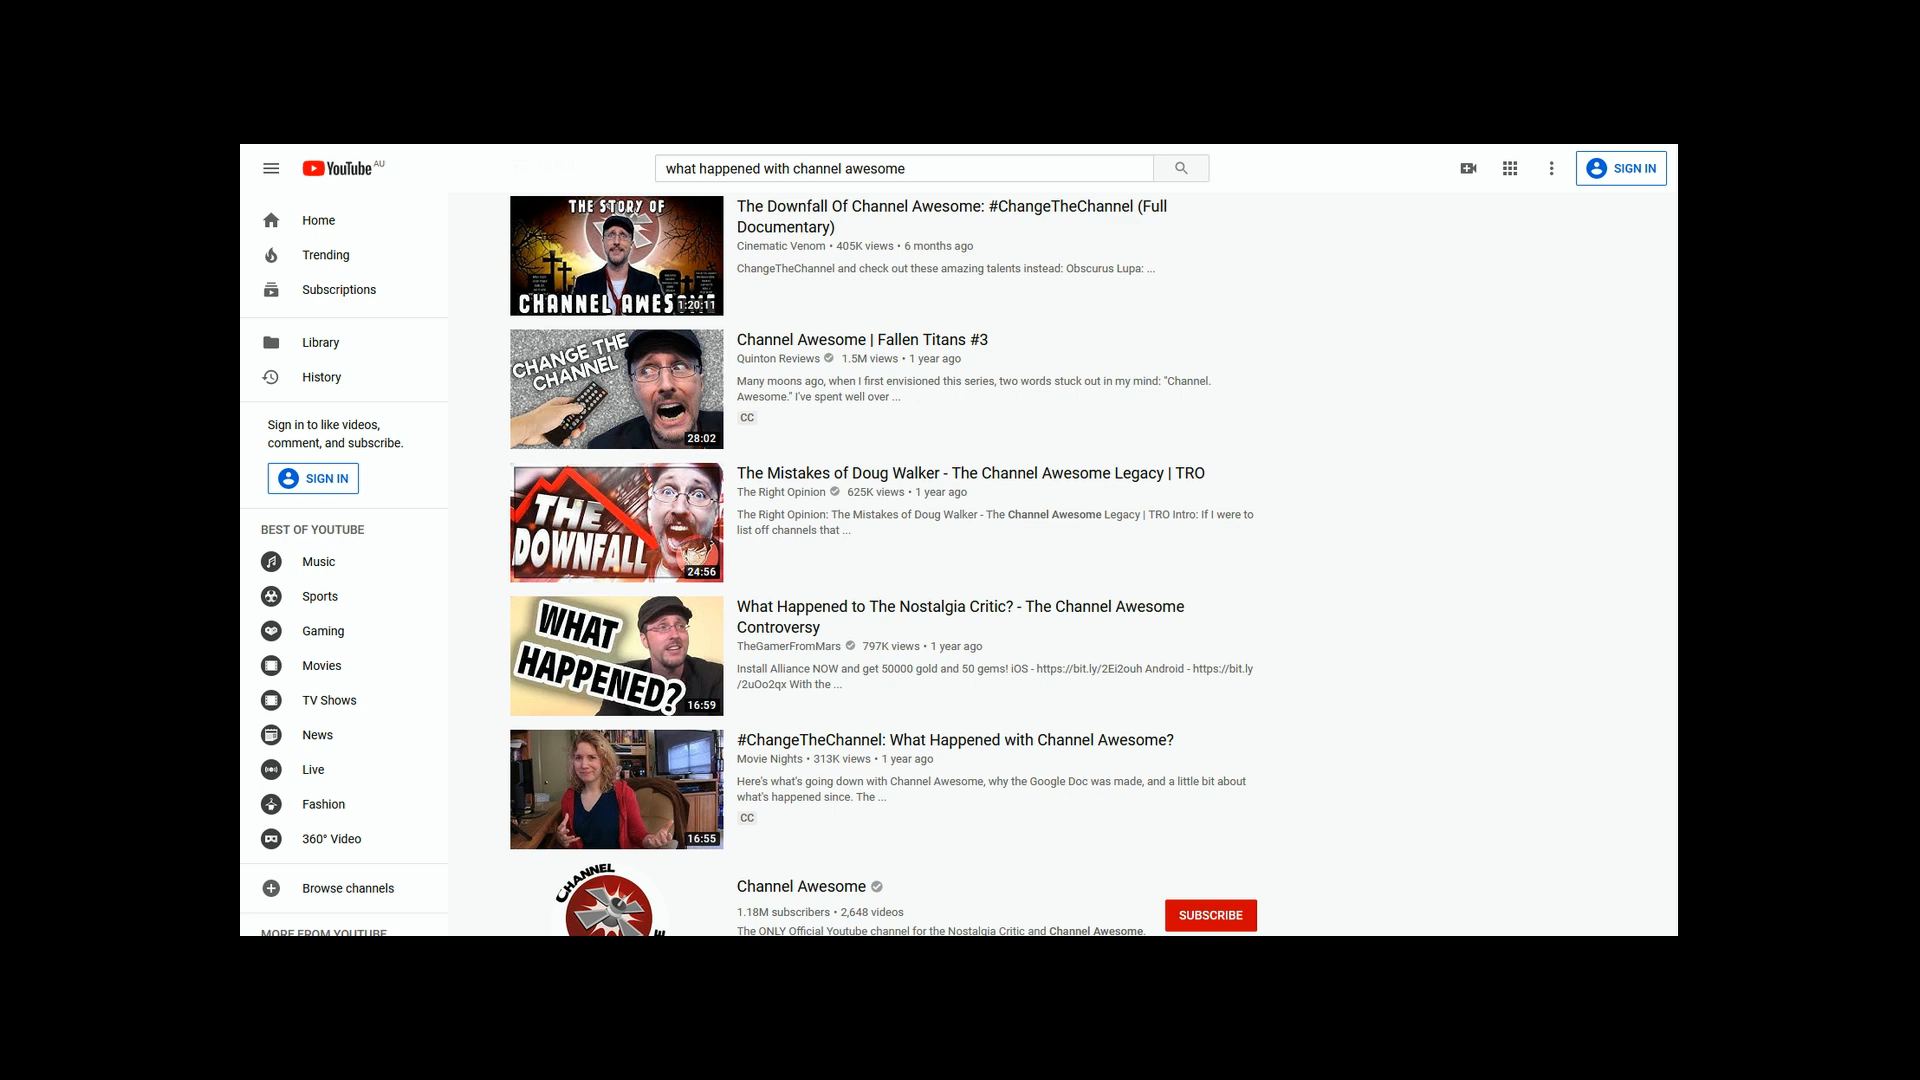 YouTube AU
what happened with channel awesome
SIGN IN
Home
Trending
Subscriptions
Library
History
Sign in to like videos,
comment, and subscribe.
SIGN IN
BEST OF YOUTUBE
Music
Sports
Gaming
Movies
TV Shows
News
Live
Fashion
360° Video
Browse channels
MORE FROM YOUTUBE
THE STORY OF
CHANNEL AWESOME
1:20:11
The Downfall Of Channel Awesome: #ChangeTheChannel (Full
Documentary)
Cinematic Venom • 405K views • 6 months ago
ChangeTheChannel and check out these amazing talents instead: Obscurus Lupa: ...
CHANGE THE
CHANNEL
28:02
Channel Awesome | Fallen Titans #3
Quinton Reviews 1.5M views • 1 year ago
Many moons ago, when I first envisioned this series, two words stuck out in my mind: "Channel.
Awesome." I've spent well over ...
CC
THE
DOWNFALL
24:56
The Mistakes of Doug Walker - The Channel Awesome Legacy | TRO
The Right Opinion 625K views • 1 year ago
The Right Opinion: The Mistakes of Doug Walker - The Channel Awesome Legacy | TRO Intro: If I were to
list off channels that ...
WHAT
HAPPENED?
16:59
What Happened to The Nostalgia Critic? - The Channel Awesome
Controversy
TheGamerFromMars 797K views • 1 year ago
Install Alliance NOW and get 50000 gold and 50 gems! iOS - https://bit.ly/2Ei2ouh Android - https://bit.ly
/2uOo2qx With the ...
16:55
#ChangeTheChannel: What Happened with Channel Awesome?
Movie Nights • 313K views • 1 year ago
Here's what's going down with Channel Awesome, why the Google Doc was made, and a little bit about
what's happened since. The ...
CC
CHANNEL
Channel Awesome
1.18M subscribers • 2,648 videos
The ONLY Official Youtube channel for the Nostalgia Critic and Channel Awesome.
SUBSCRIBE